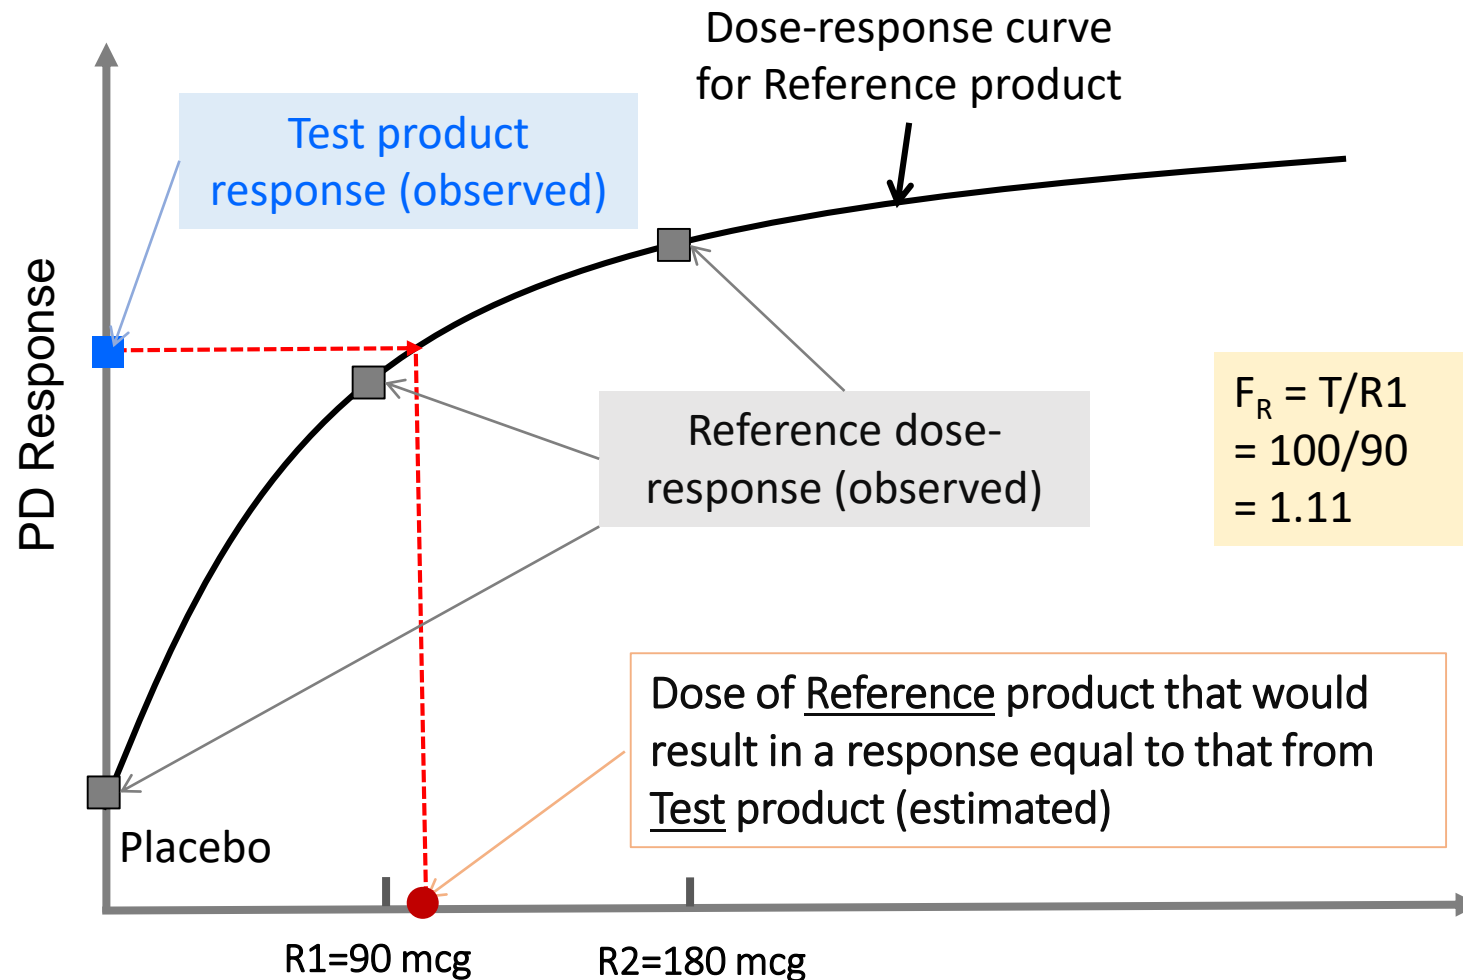 Dose-response curve
for Reference product
Test product
response (observed)
PD Response
F_R = T/R1
= 100/90
= 1.11
Reference dose-
response (observed)
Dose of Reference product that would
result in a response equal to that from
Test product (estimated)
Placebo
R1=90 mcg
R2=180 mcg